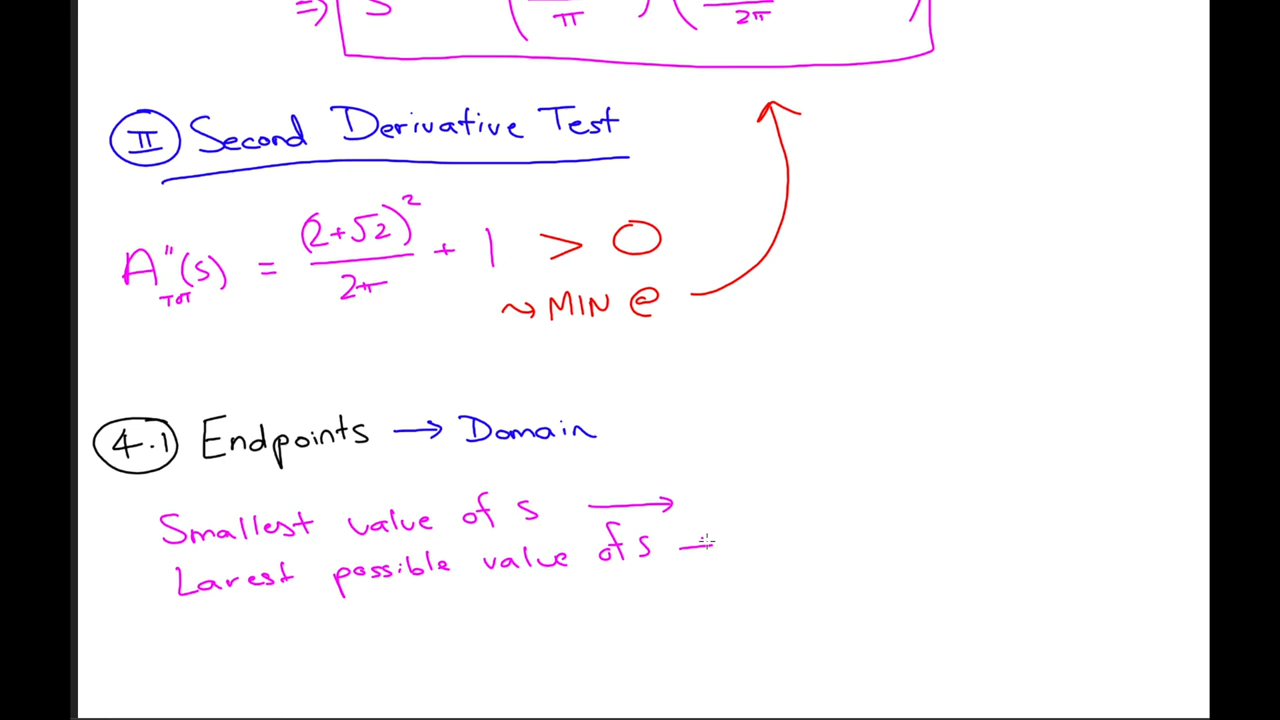 => S ( π ) ( 2π )
II Second Derivative Test
A''TOT(s) = (2+√2)² / 2π + 1 > 0
~> MIN @
4.1 Endpoints → Domain
Smallest value of s →
Larest possible value of s -